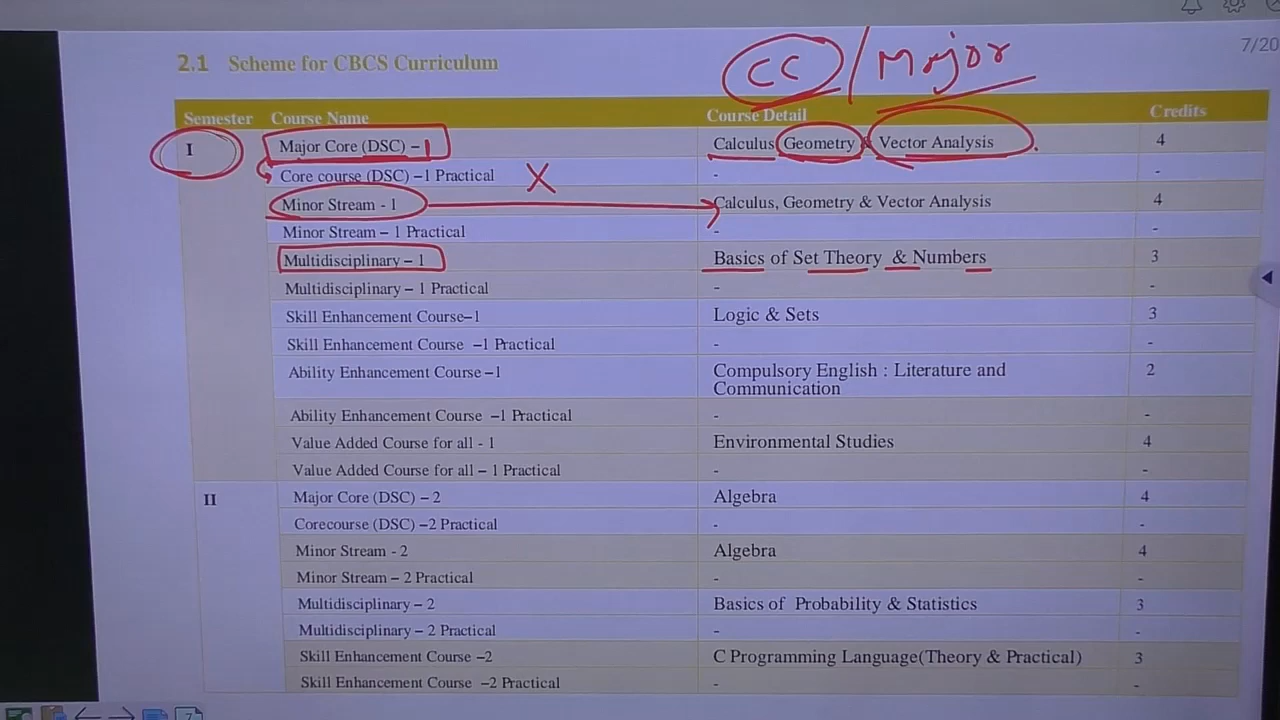 CC / Major
7/20
2.1 Scheme for CBCS Curriculum
Semester Course Name Course Detail Credits
I Major Core (DSC) – 1 Calculus Geometry & Vector Analysis 4
Core course (DSC) –1 Practical X - -
Minor Stream - 1 Calculus, Geometry & Vector Analysis 4
Minor Stream – 1 Practical - -
Multidisciplinary – 1 Basics of Set Theory & Numbers 3
Multidisciplinary – 1 Practical - -
Skill Enhancement Course–1 Logic & Sets 3
Skill Enhancement Course –1 Practical - -
Ability Enhancement Course –1 Compulsory English : Literature and 2
Communication
Ability Enhancement Course –1 Practical - -
Value Added Course for all - 1 Environmental Studies 4
Value Added Course for all – 1 Practical - -
II Major Core (DSC) – 2 Algebra 4
Corecourse (DSC) –2 Practical - -
Minor Stream - 2 Algebra 4
Minor Stream – 2 Practical - -
Multidisciplinary – 2 Basics of Probability & Statistics 3
Multidisciplinary – 2 Practical - -
Skill Enhancement Course –2 C Programming Language(Theory & Practical) 3
Skill Enhancement Course –2 Practical - -
7